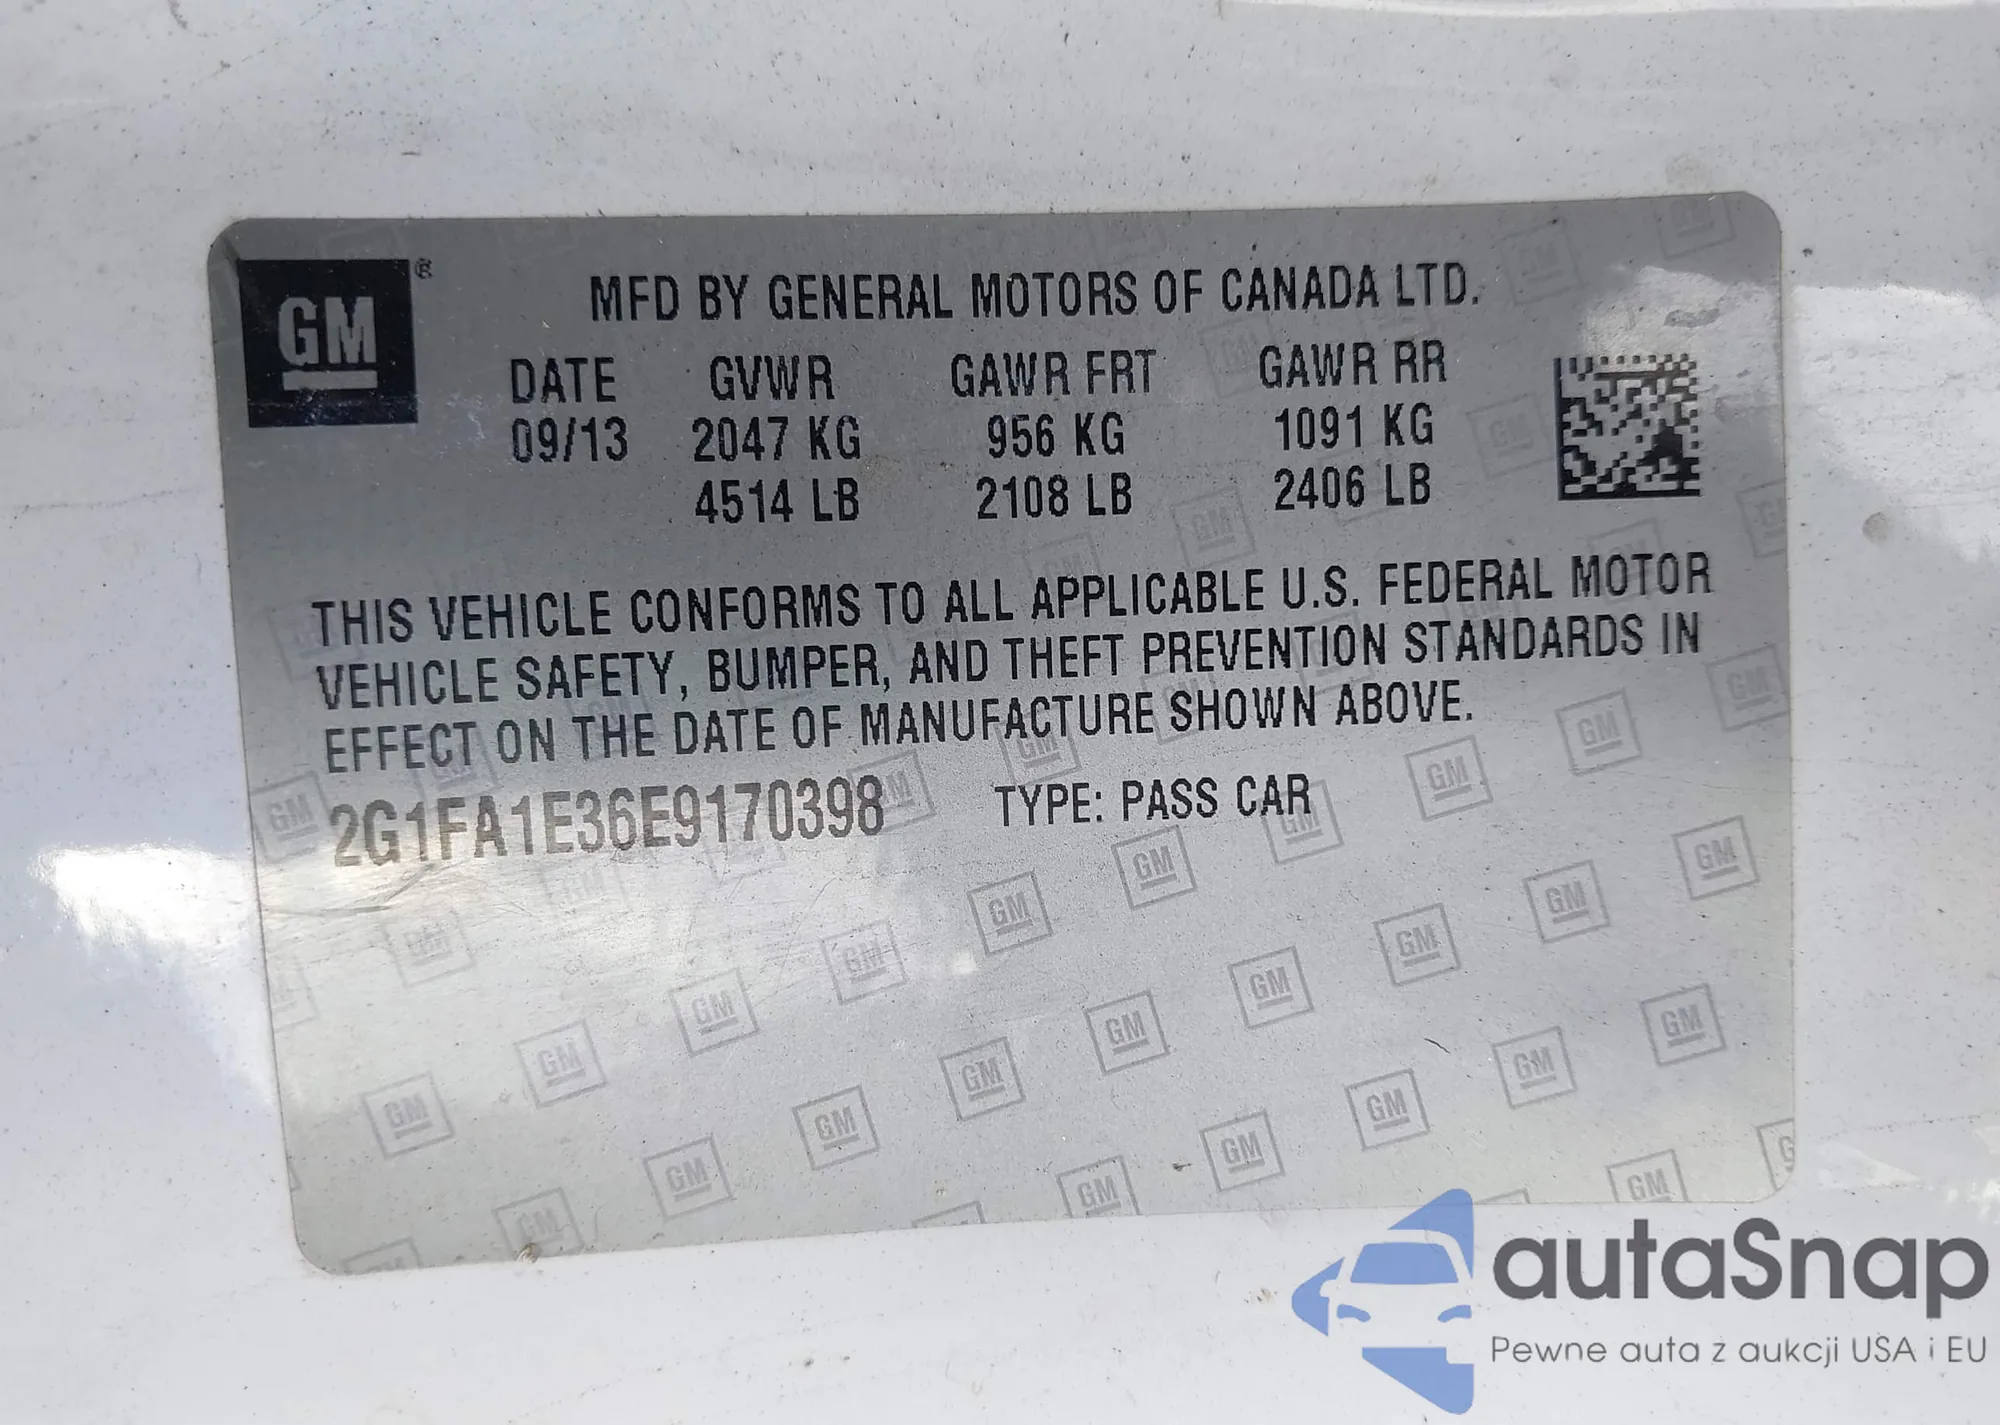 GM ®
MFD BY GENERAL MOTORS OF CANADA LTD.
DATE GVWR GAWR FRT GAWR RR
09/13 2047 KG 956 KG 1091 KG
4514 LB 2108 LB 2406 LB
THIS VEHICLE CONFORMS TO ALL APPLICABLE U.S. FEDERAL MOTOR
VEHICLE SAFETY, BUMPER, AND THEFT PREVENTION STANDARDS IN
EFFECT ON THE DATE OF MANUFACTURE SHOWN ABOVE.
2G1FA1E36E9170398 TYPE: PASS CAR
autaSnap
Pewne auta z aukcji USA i EU